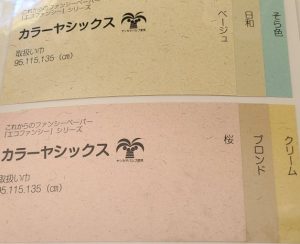 これからのファンシーペーパー
「エコファンシー」シリーズ
カラーヤシックス
取扱い巾
95.115.135 (㎝)
ベージュ
日和
そら色
これからのファンシーペーパー
「エコファンシー」シリーズ
カラーヤシックス
取扱い巾
95.115.135 (㎝)
桜
ブロンド
クリーム